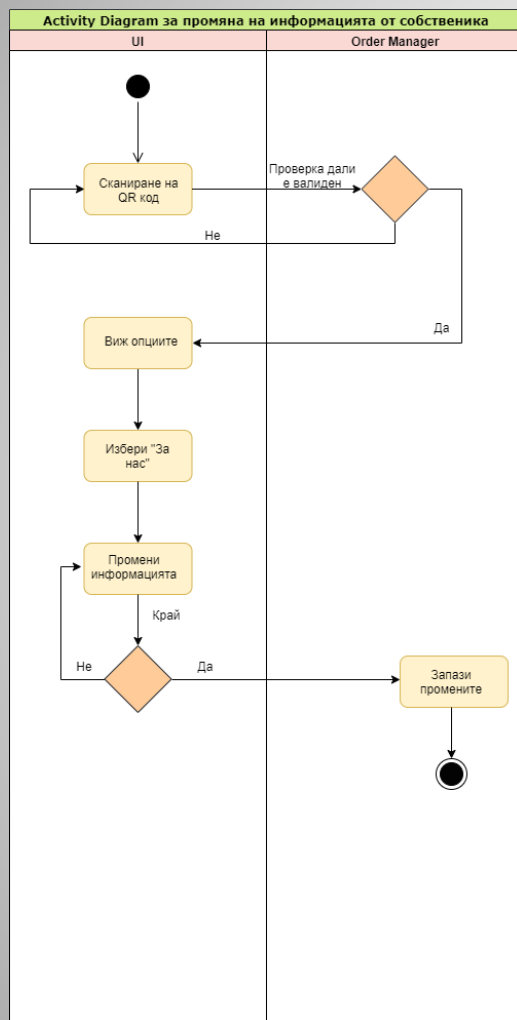 Activity Diagram за промяна на информацията от собственика
UI
Order Manager
Сканиране на
QR код
Проверка дали
е валиден
Не
Да
Виж опциите
Избери "За
нас"
Промени
информацията
Край
Не
Да
Запази
промените